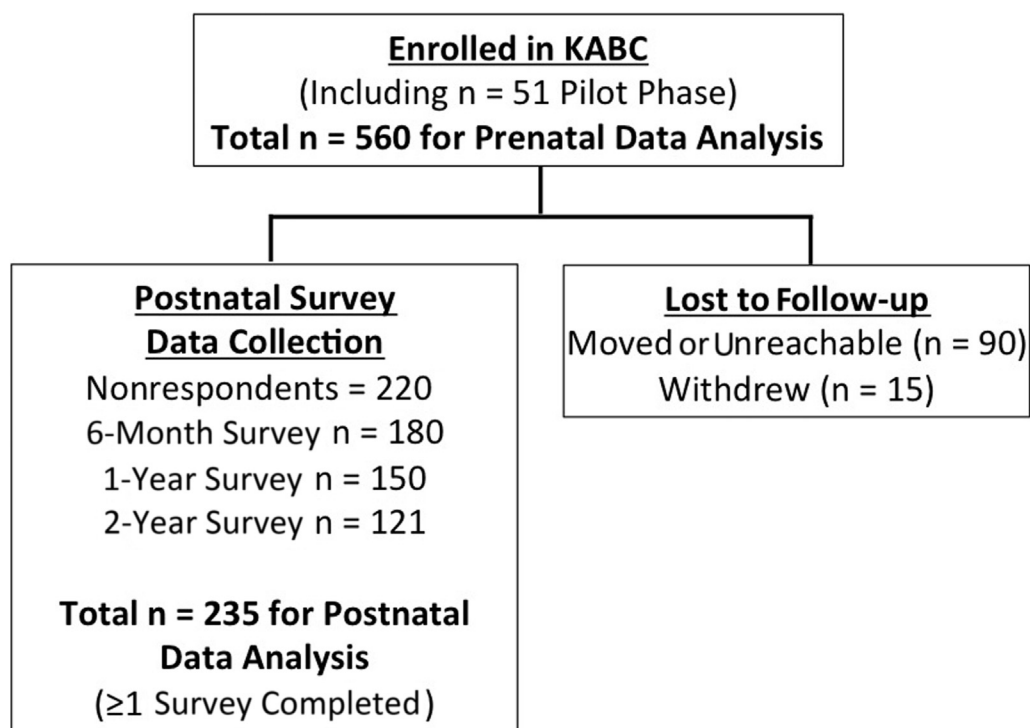 Enrolled in KABC
(Including n = 51 Pilot Phase)
Total n = 560 for Prenatal Data Analysis
Postnatal Survey
Data Collection
Nonrespondents = 220
6-Month Survey n = 180
1-Year Survey n = 150
2-Year Survey n = 121
Total n = 235 for Postnatal
Data Analysis
(≥1 Survey Completed)
Lost to Follow-up
Moved or Unreachable (n = 90)
Withdrew (n = 15)